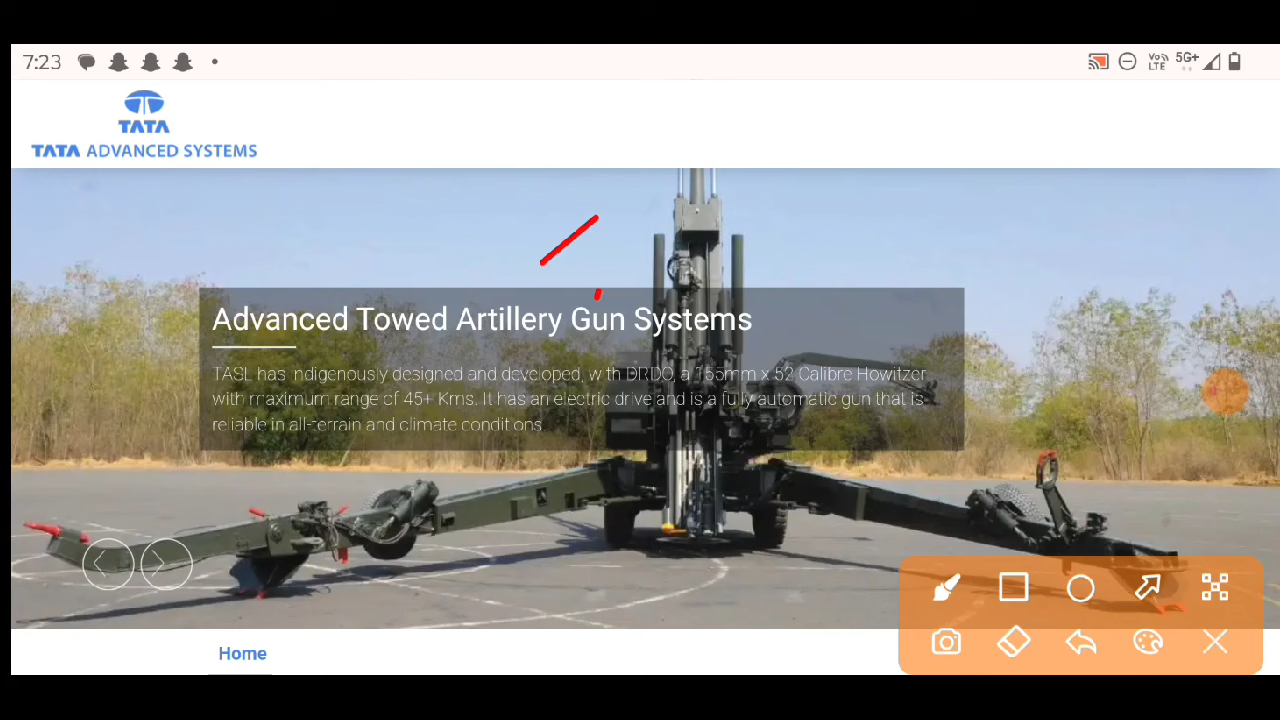 7:23
Vo))
LTE
5G+
TATA
TATA ADVANCED SYSTEMS
Advanced Towed Artillery Gun Systems
TASL has indigenously designed and developed, with DRDO, a 155mm x 52 Calibre Howitzer
with maximum range of 45+ Kms. It has an electric drive and is a fully automatic gun that is
reliable in all-terrain and climate conditions.
Home